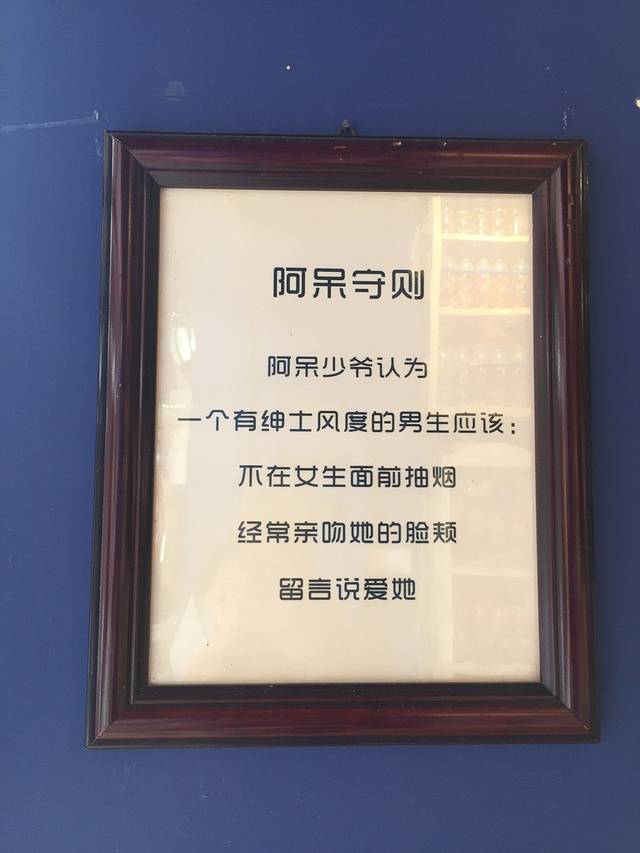 阿呆守则
阿呆少爷认为
一个有绅士风度的男生应该：
不在女生面前抽烟
经常亲吻她的脸颊
留言说爱她